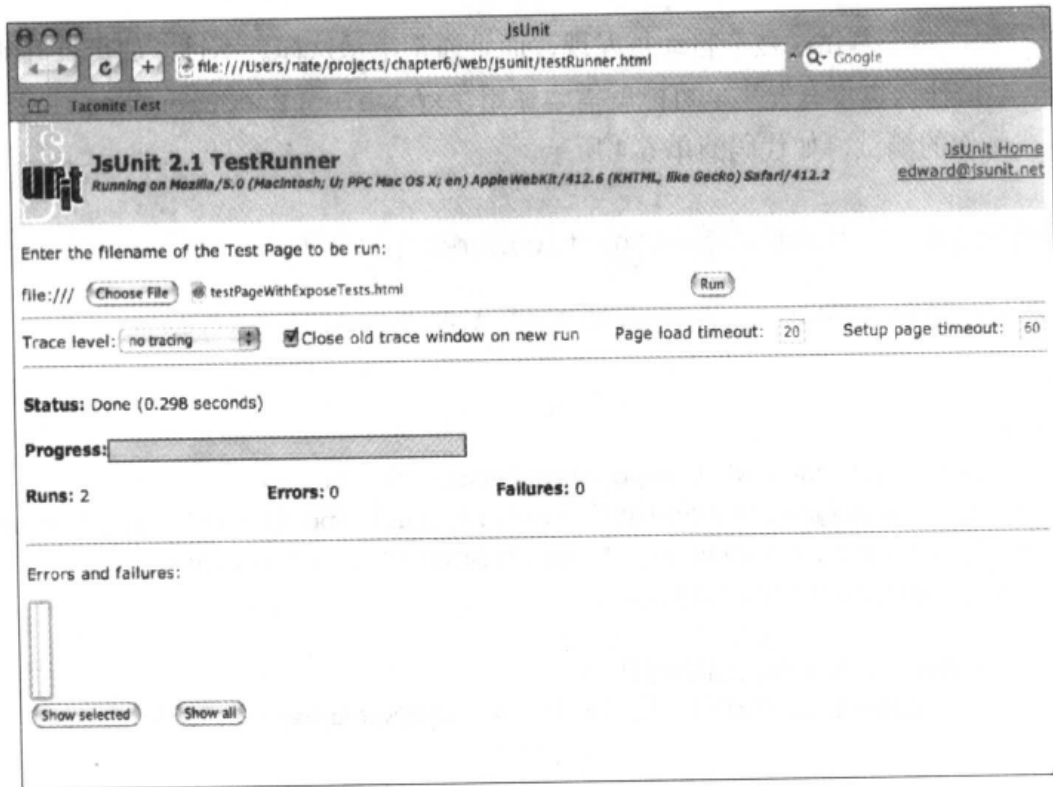 JsUnit
file:///Users/nate/projects/chapter6/web/jsunit/testRunner.html
Google
Taconite Test
JS
unit
JsUnit 2.1 TestRunner
JsUnit Home
Running on Mozilla/5.0 (Macintosh; U; PPC Mac OS X; en) AppleWebKit/412.6 (KHTML, like Gecko) Safari/412.2
edward@jsunit.net
Enter the filename of the Test Page to be run:
file:/// Choose File testPageWithExposeTests.html Run
Trace level: no tracing Close old trace window on new run Page load timeout: 20 Setup page timeout: 60
Status: Done (0.298 seconds)
Progress:
Runs: 2 Errors: 0 Failures: 0
Errors and failures:
Show selected Show all